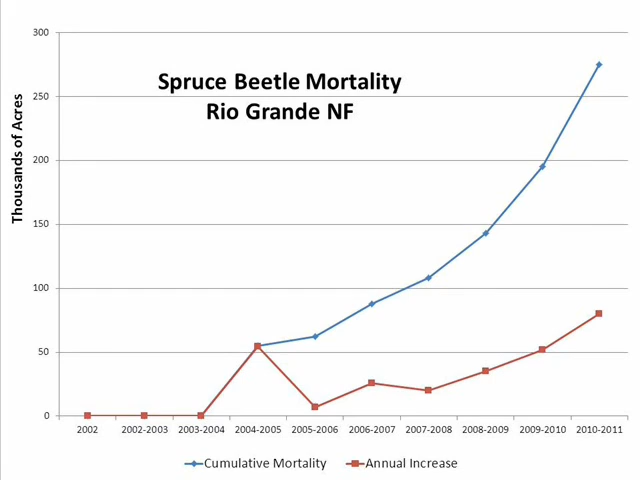 Spruce Beetle Mortality
Rio Grande NF
Thousands of Acres
300
250
200
150
100
50
0
2002 2002-2003 2003-2004 2004-2005 2005-2006 2006-2007 2007-2008 2008-2009 2009-2010 2010-2011
Cumulative Mortality Annual Increase